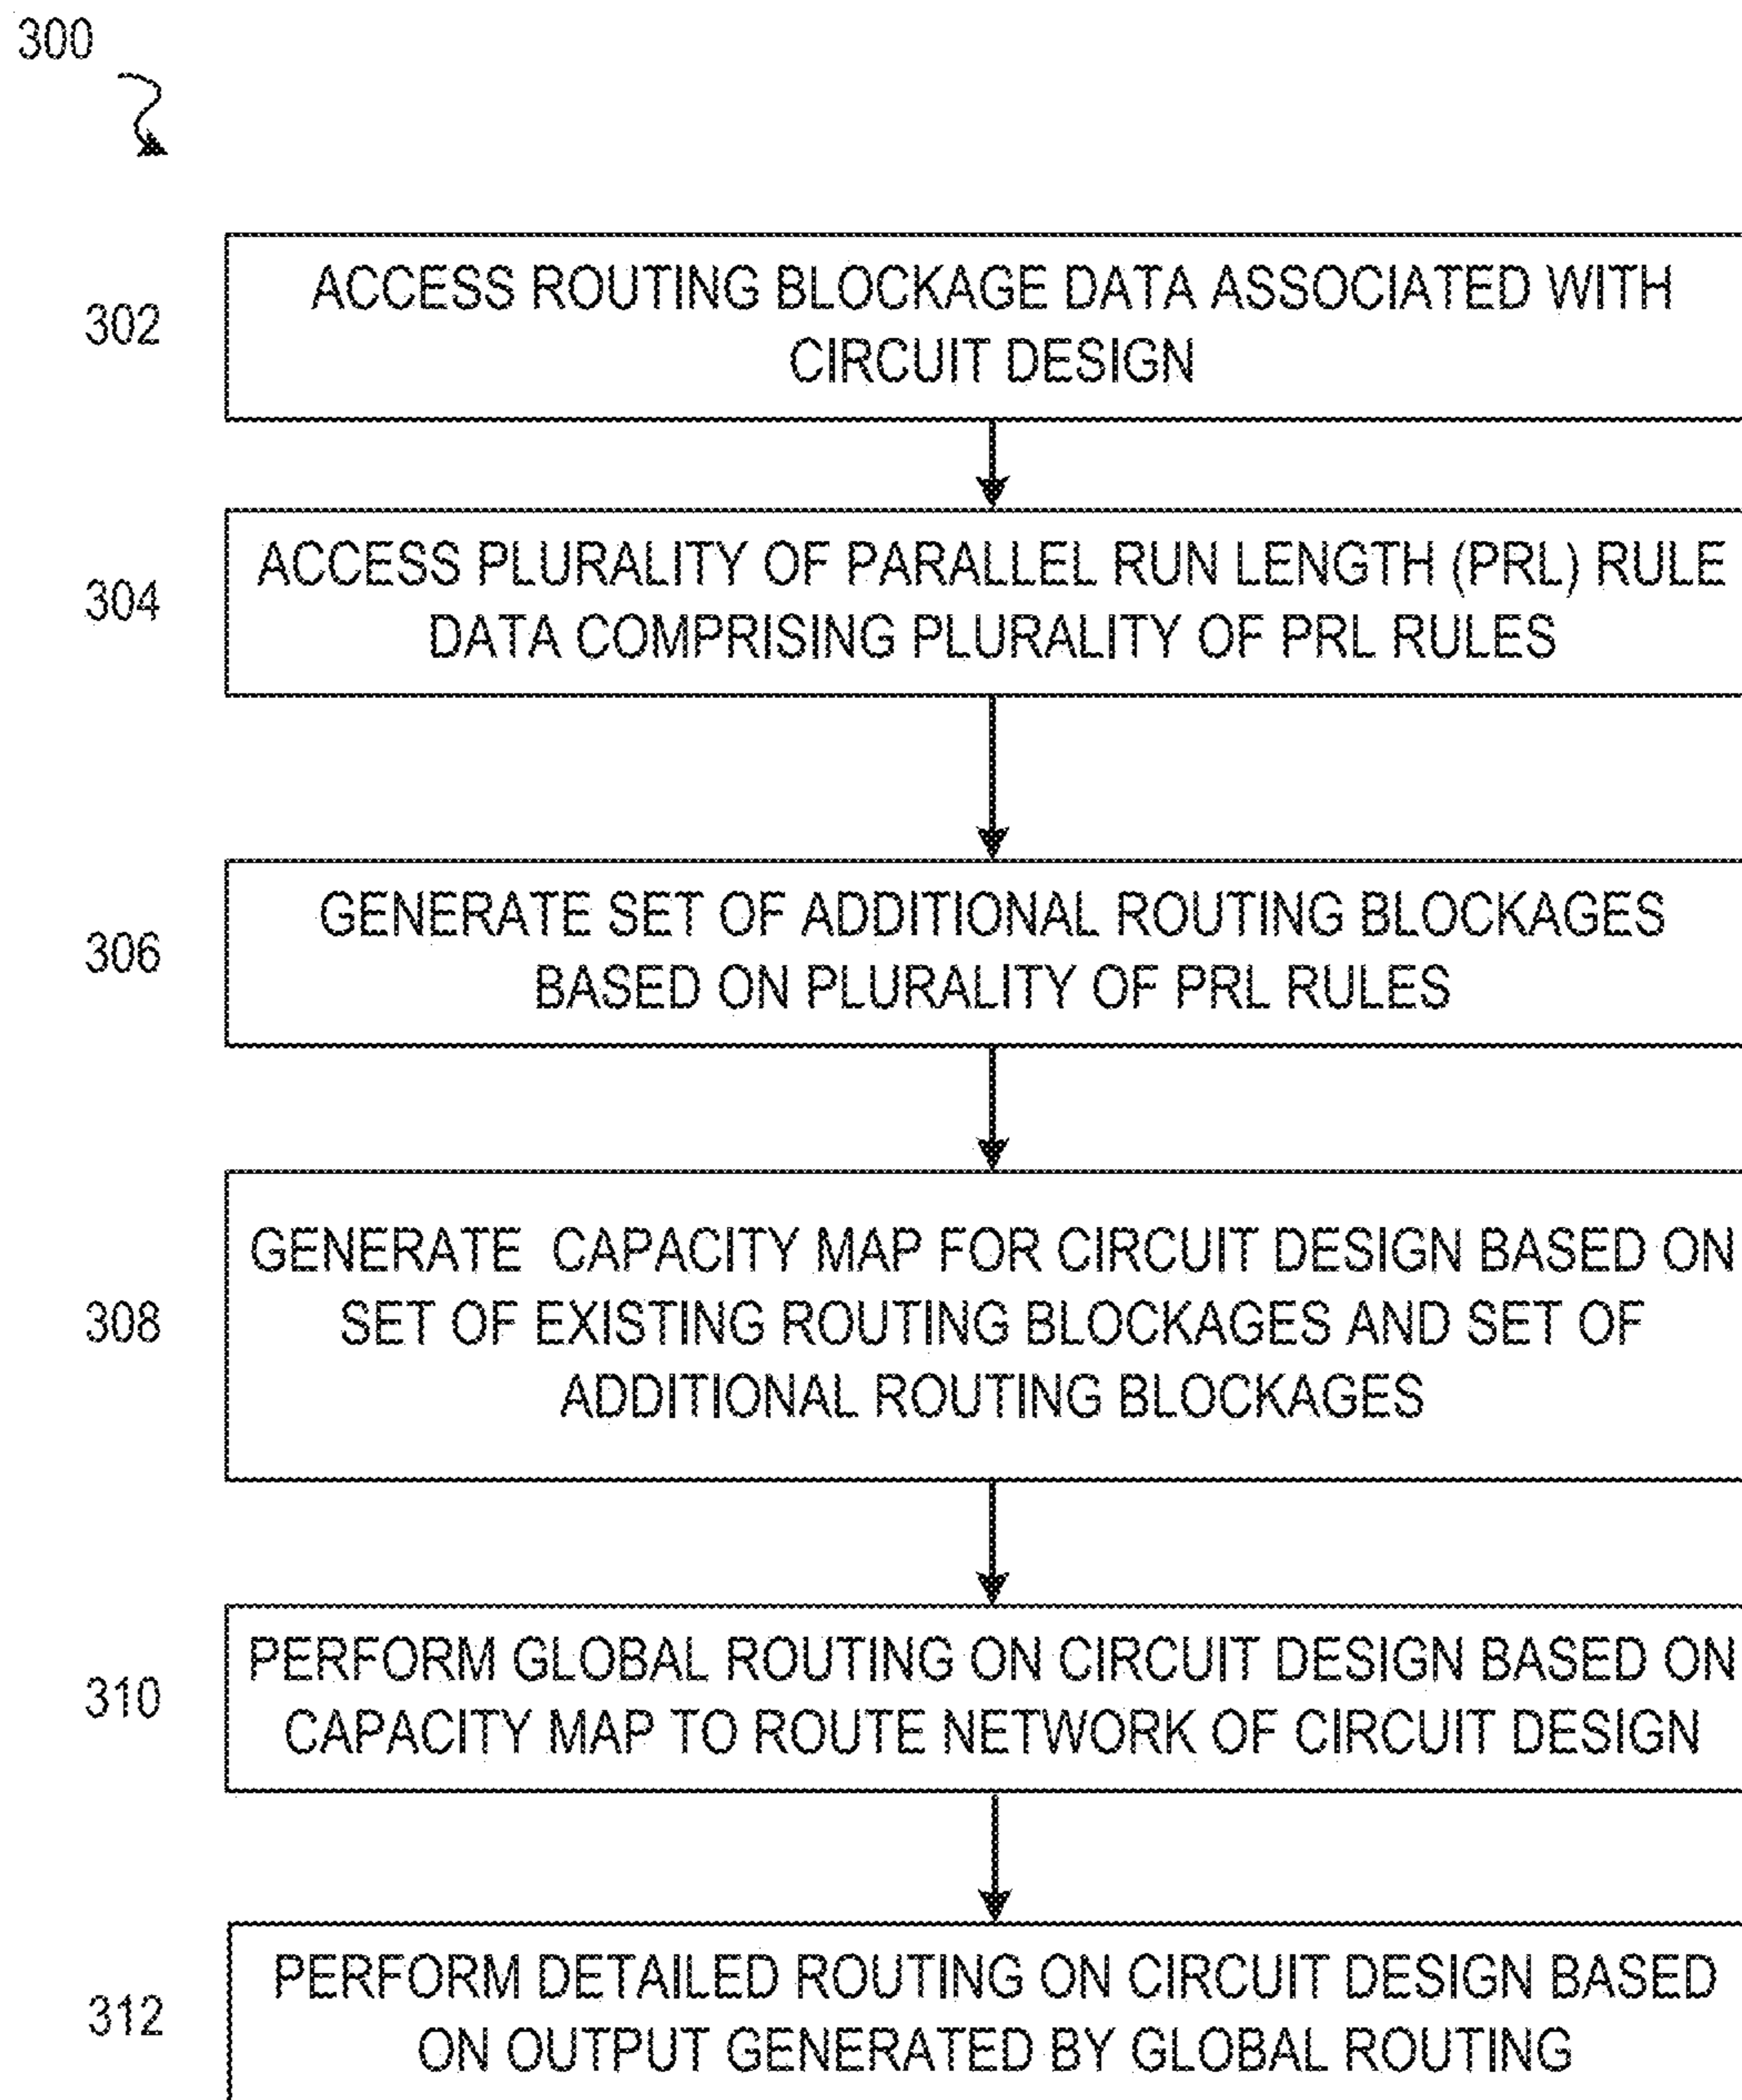 300
302
ACCESS ROUTING BLOCKAGE DATA ASSOCIATED WITH
CIRCUIT DESIGN
304
ACCESS PLURALITY OF PARALLEL RUN LENGTH (PRL) RULE
DATA COMPRISING PLURALITY OF PRL RULES
306
GENERATE SET OF ADDITIONAL ROUTING BLOCKAGES
BASED ON PLURALITY OF PRL RULES
308
GENERATE CAPACITY MAP FOR CIRCUIT DESIGN BASED ON
SET OF EXISTING ROUTING BLOCKAGES AND SET OF
ADDITIONAL ROUTING BLOCKAGES
310
PERFORM GLOBAL ROUTING ON CIRCUIT DESIGN BASED ON
CAPACITY MAP TO ROUTE NETWORK OF CIRCUIT DESIGN
312
PERFORM DETAILED ROUTING ON CIRCUIT DESIGN BASED
ON OUTPUT GENERATED BY GLOBAL ROUTING